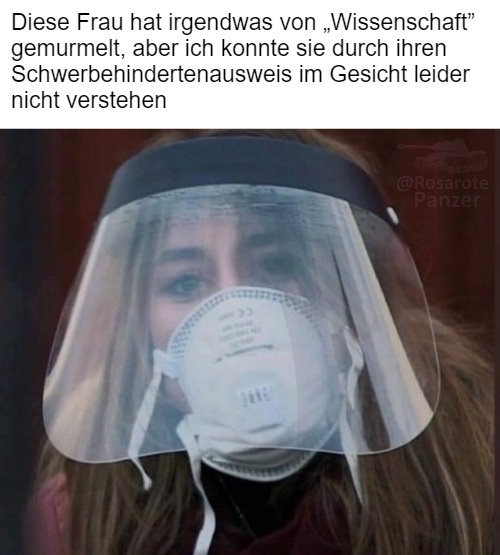 Diese Frau hat irgendwas von „Wissenschaft”
gemurmelt, aber ich konnte sie durch ihren
Schwerbehindertenausweis im Gesicht leider
nicht verstehen
@Rosarote
Panzer